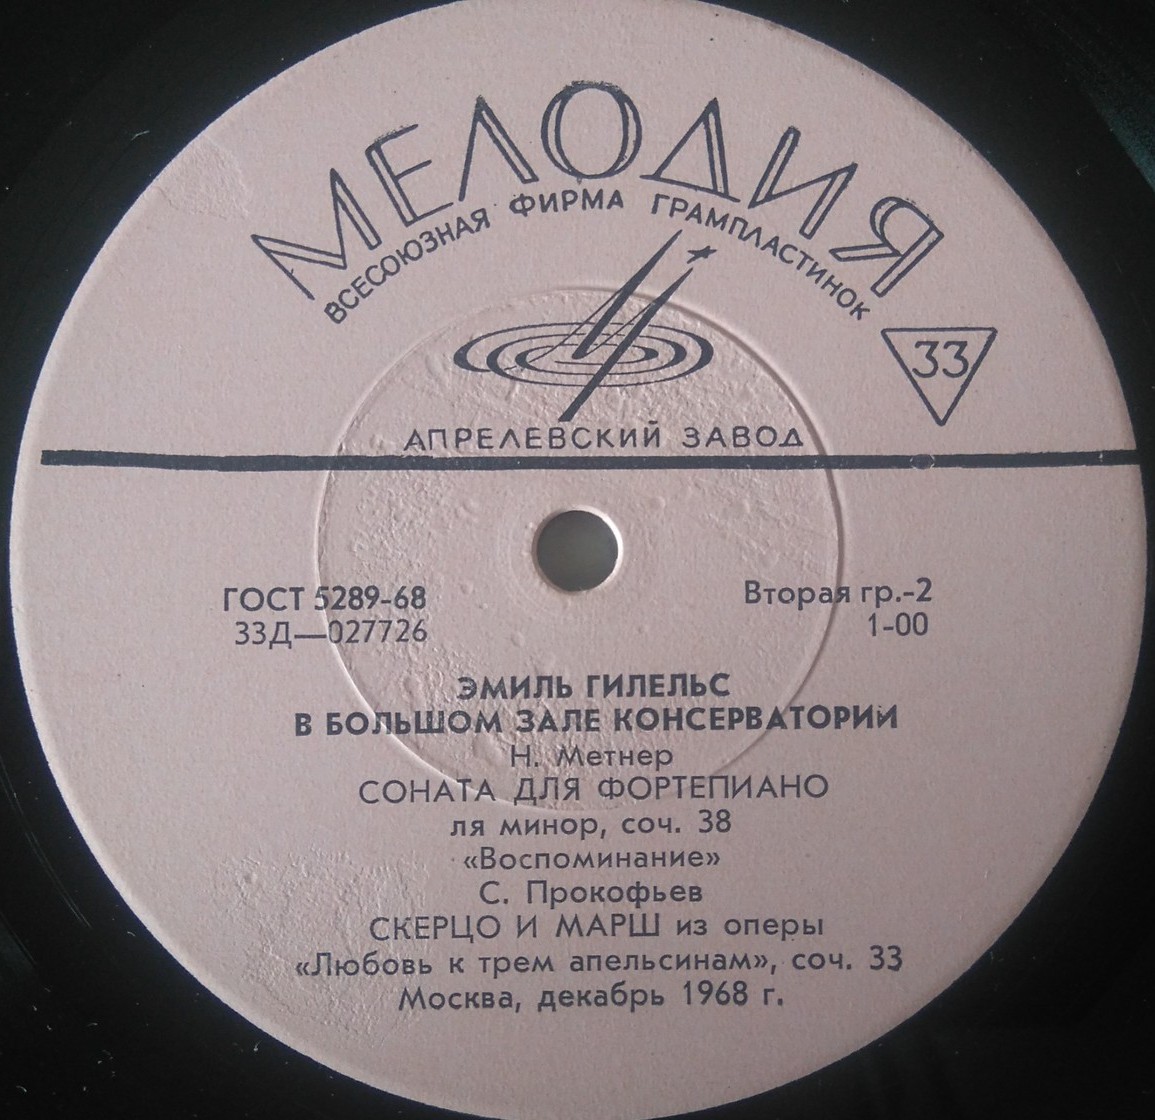 МЕЛОДИЯ
ВСЕСОЮЗНАЯ ФИРМА ГРАМПЛАСТИНОК
33
АПРЕЛЕВСКИЙ ЗАВОД
ГОСТ 5289-68 Вторая гр.-2
33Д—027726 1-00
ЭМИЛЬ ГИЛЕЛЬС
В БОЛЬШОМ ЗАЛЕ КОНСЕРВАТОРИИ
Н. Метнер
СОНАТА ДЛЯ ФОРТЕПИАНО
ля минор, соч. 38
«Воспоминание»
С. Прокофьев
СКЕРЦО И МАРШ из оперы
«Любовь к трем апельсинам», соч. 33
Москва, декабрь 1968 г.